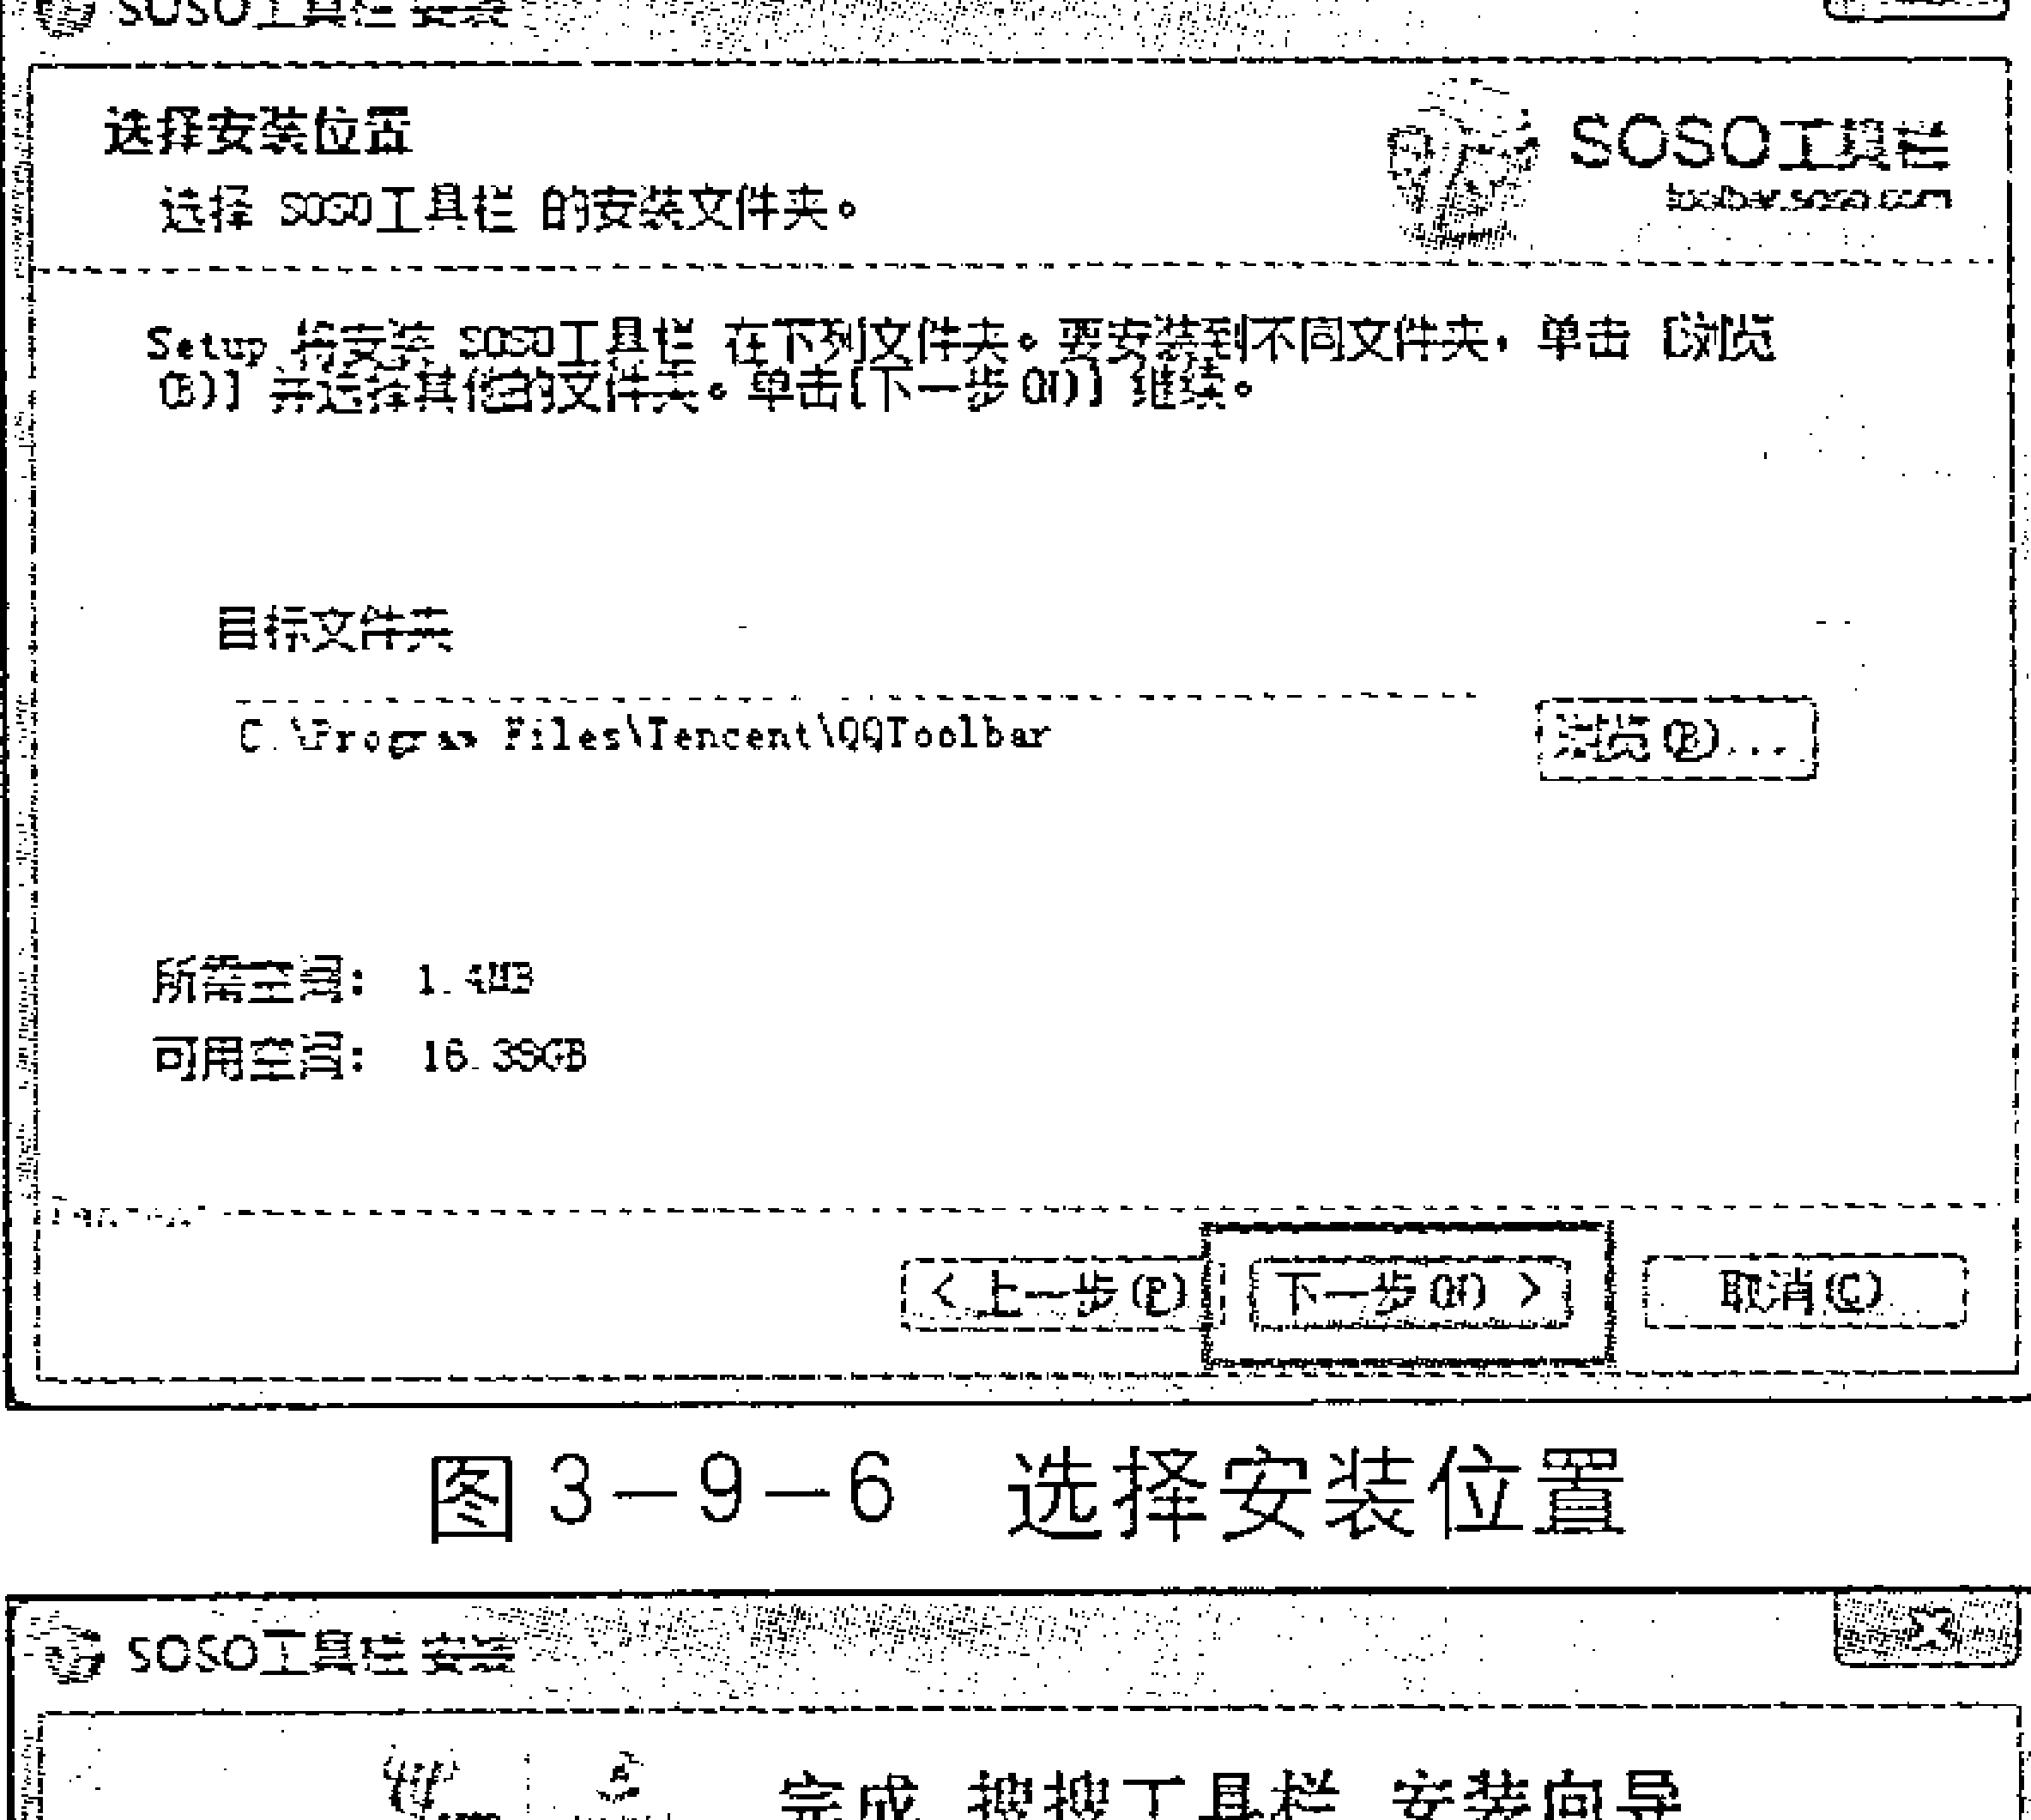 SOSO工具栏 安装
选择安装位置
选择 SOSO工具栏 的安装文件夹。
SOSO工具栏
toolbar.soso.com
Setup 将安装 SOSO工具栏 在下列文件夹。要安装到不同文件夹，单击 [浏览
(B)] 并选择其他的文件夹。单击[下一步(N)] 继续。
目标文件夹
C:\Program Files\Tencent\QQToolbar
浏览(B)...
所需空间： 1.4MB
可用空间： 16.39GB
Tencent
< 上一步(P)
下一步(N) >
取消(C)
图3-9-6 选择安装位置
SOSO工具栏 安装
完成 搜搜工具栏 安装向导